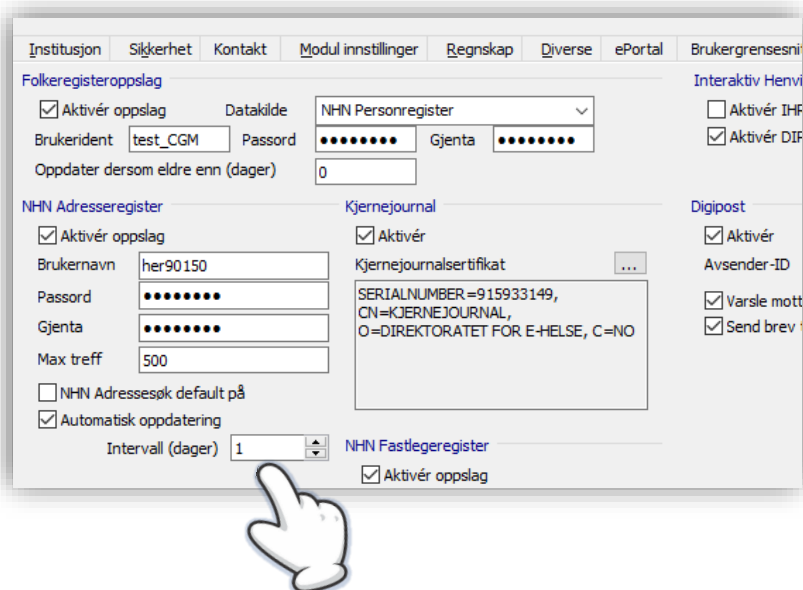 Institusjon Sikkerhet Kontakt Modul innstillinger Regnskap Diverse ePortal Brukergrensesni
Folkeregisteroppslag
Aktivér oppslag Datakilde NHN Personregister
Brukerident test_CGM Passord ●●●●●●●● Gjenta ●●●●●●●●
Oppdater dersom eldre enn (dager) 0
Interaktiv Henvi
Aktivér IHR
Aktivér DIP
NHN Adresseregister
Aktivér oppslag
Brukernavn her90150
Passord ●●●●●●●●
Gjenta ●●●●●●●●
Max treff 500
NHN Adressesøk default på
Automatisk oppdatering
Intervall (dager) 1
Kjernejournal
Aktivér
Kjernejournalsertifikat ...
SERIALNUMBER=915933149,
CN=KJERNEJOURNAL,
O=DIREKTORATET FOR E-HELSE, C=NO
NHN Fastlegeregister
Aktivér oppslag
Digipost
Aktivér
Avsender-ID
Varsle mott
Send brev t